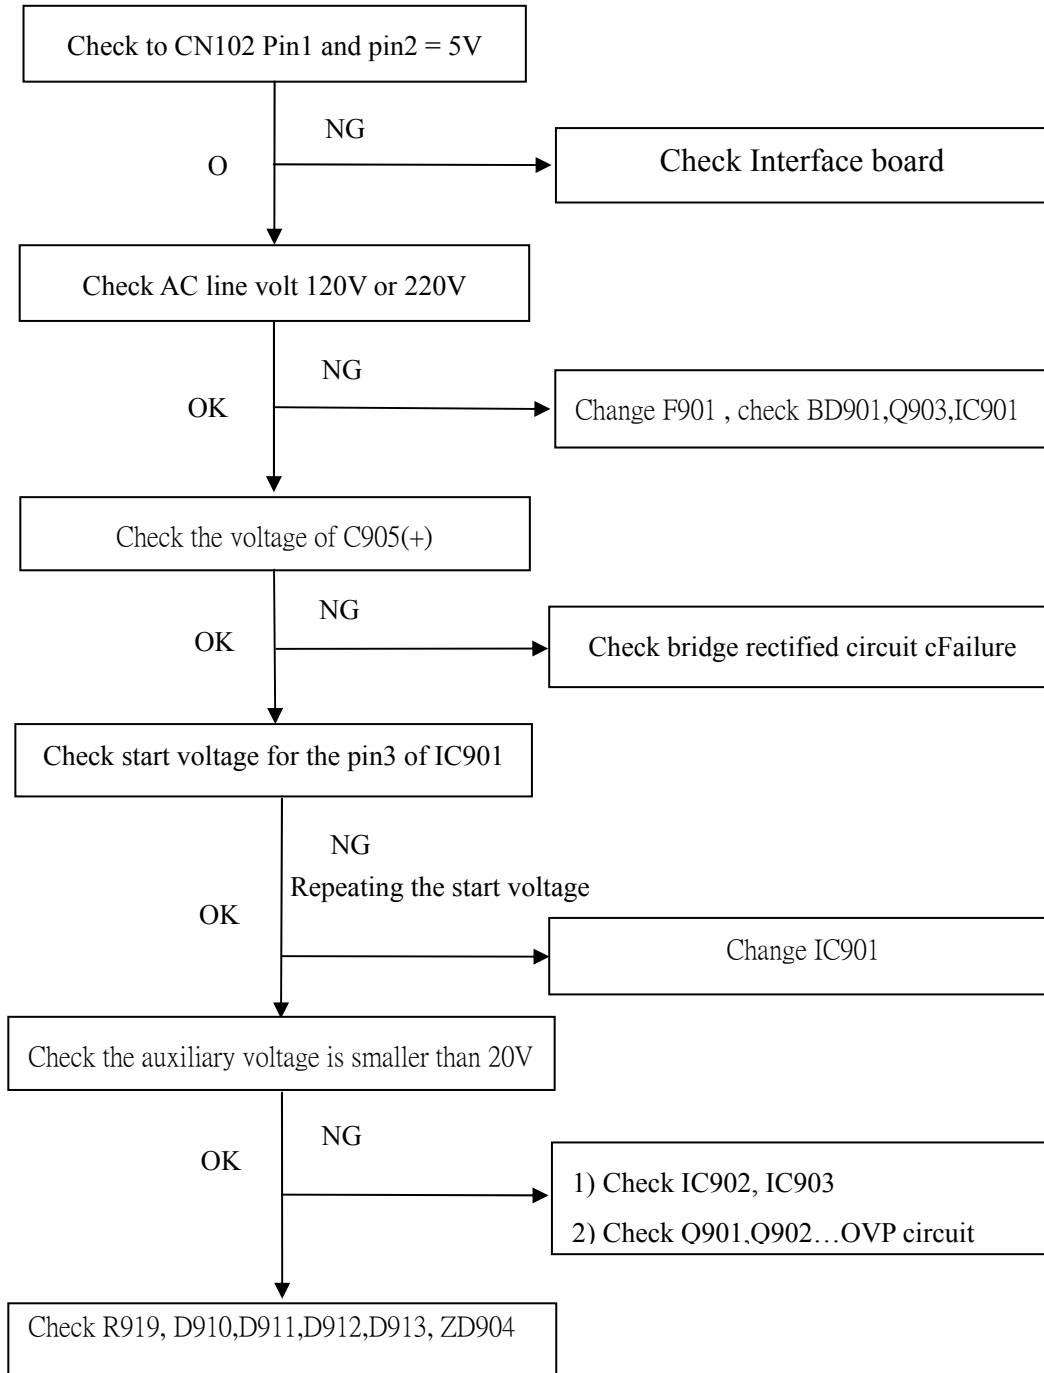 Check to CN102 Pin1 and pin2 = 5V
NG
O
Check Interface board
Check AC line volt 120V or 220V
NG
OK
Change F901 , check BD901,Q903,IC901
Check the voltage of C905(+)
NG
OK
Check bridge rectified circuit cFailure
Check start voltage for the pin3 of IC901
NG
Repeating the start voltage
OK
Change IC901
Check the auxiliary voltage is smaller than 20V
NG
OK
1) Check IC902, IC903
2) Check Q901,Q902…OVP circuit
Check R919, D910,D911,D912,D913, ZD904